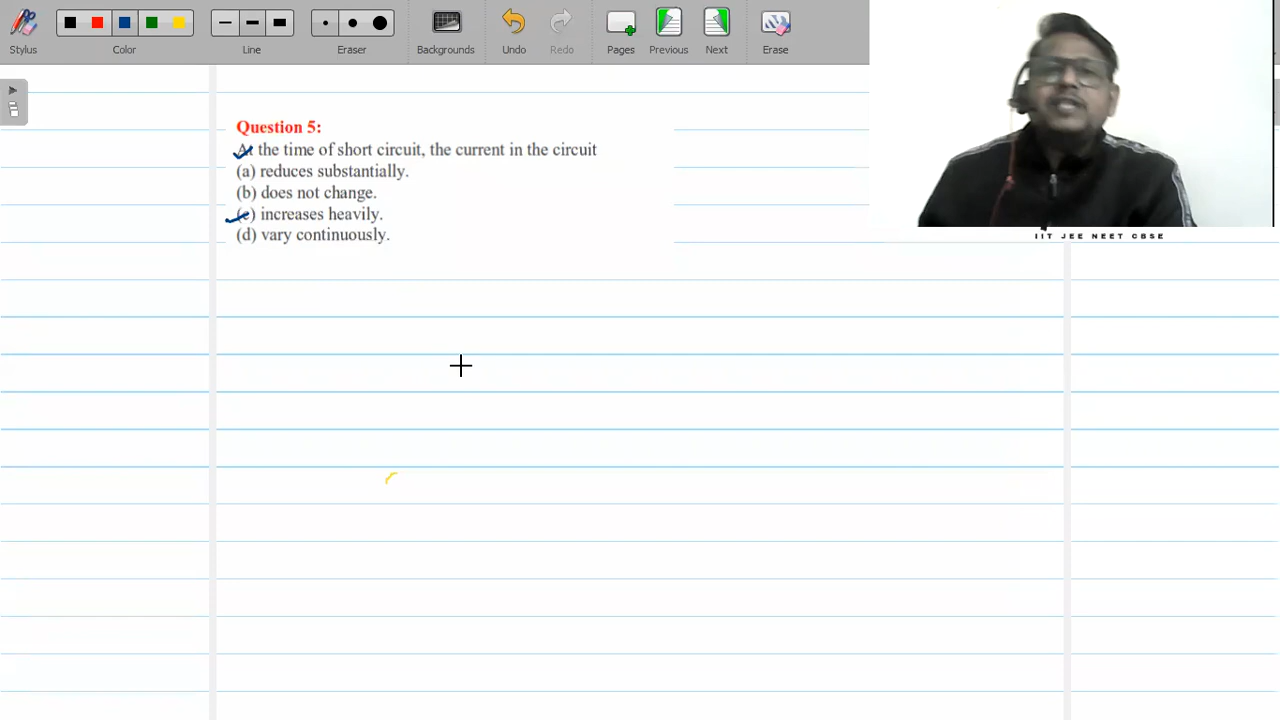 Stylus
Color
Line
Eraser
Backgrounds
Undo
Redo
Pages
Previous
Next
Erase
IIT JEE NEET CBSE
Question 5:
At the time of short circuit, the current in the circuit
(a) reduces substantially.
(b) does not change.
(c) increases heavily.
(d) vary continuously.